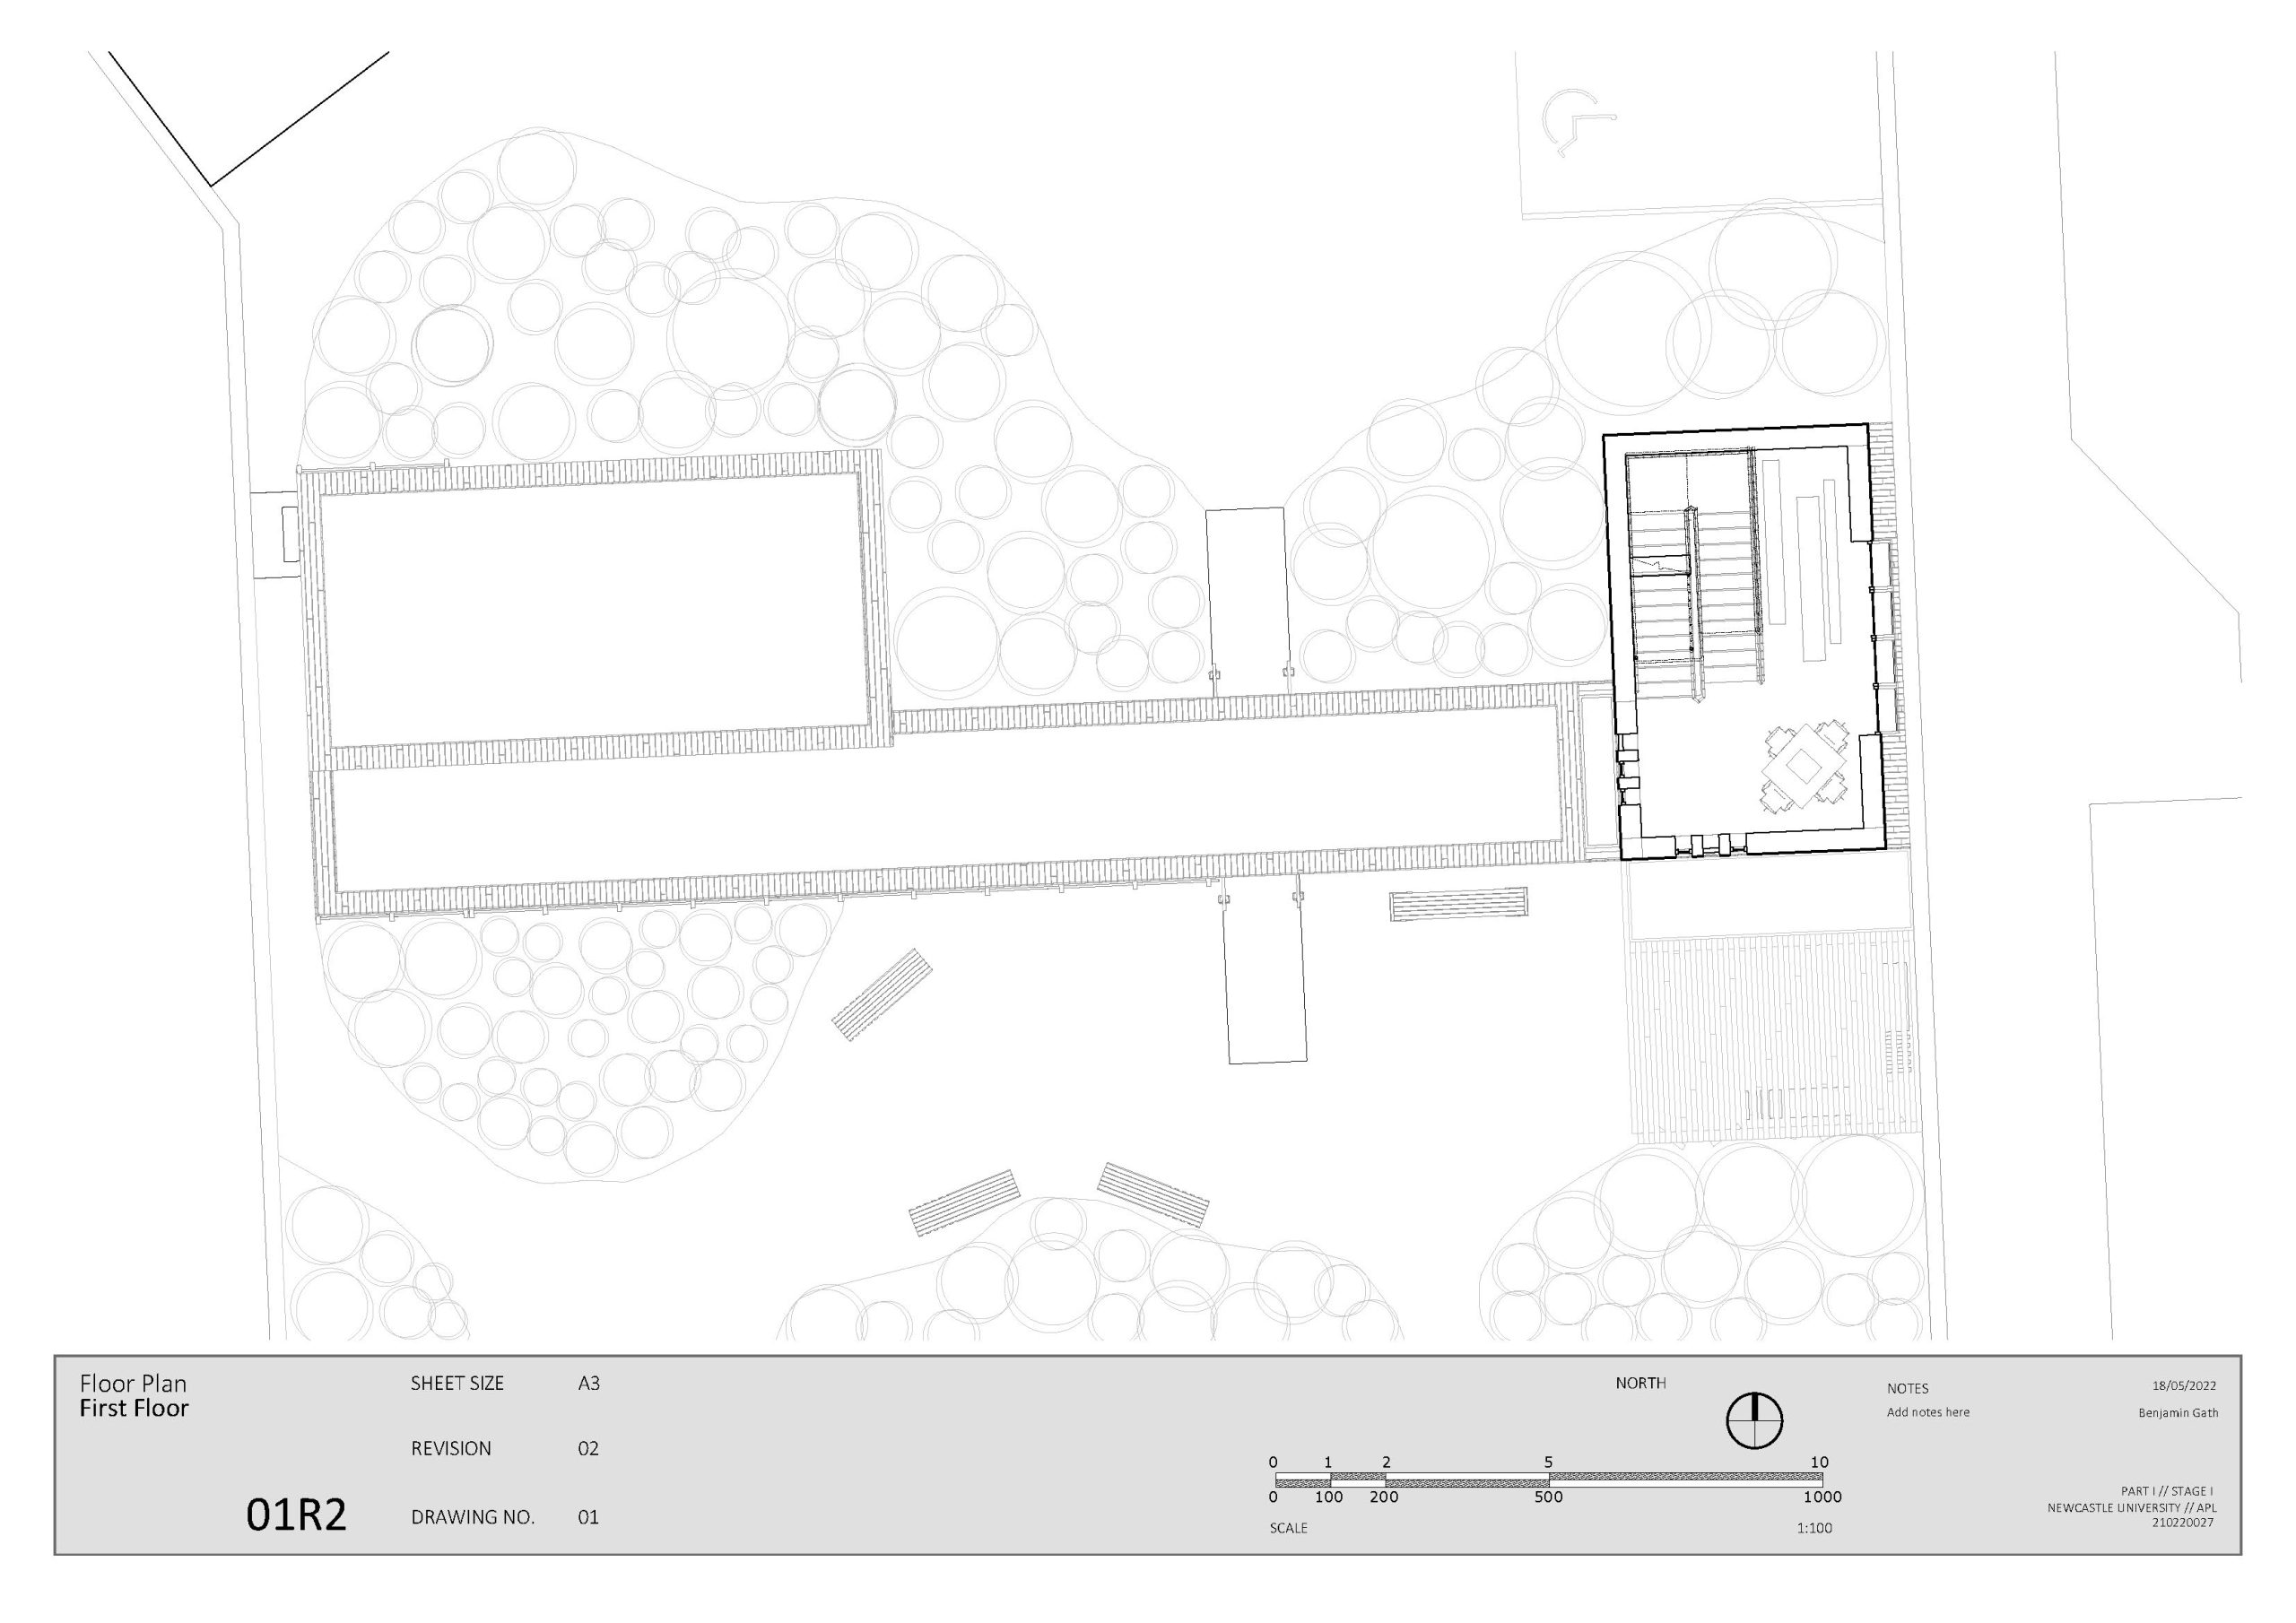 Floor Plan
First Floor
01R2
SHEET SIZE A3
REVISION 02
DRAWING NO. 01
NORTH
0 1 2 5 10
0 100 200 500 1000
SCALE 1:100
NOTES
Add notes here
18/05/2022
Benjamin Gath
PART I // STAGE I
NEWCASTLE UNIVERSITY // APL
210220027